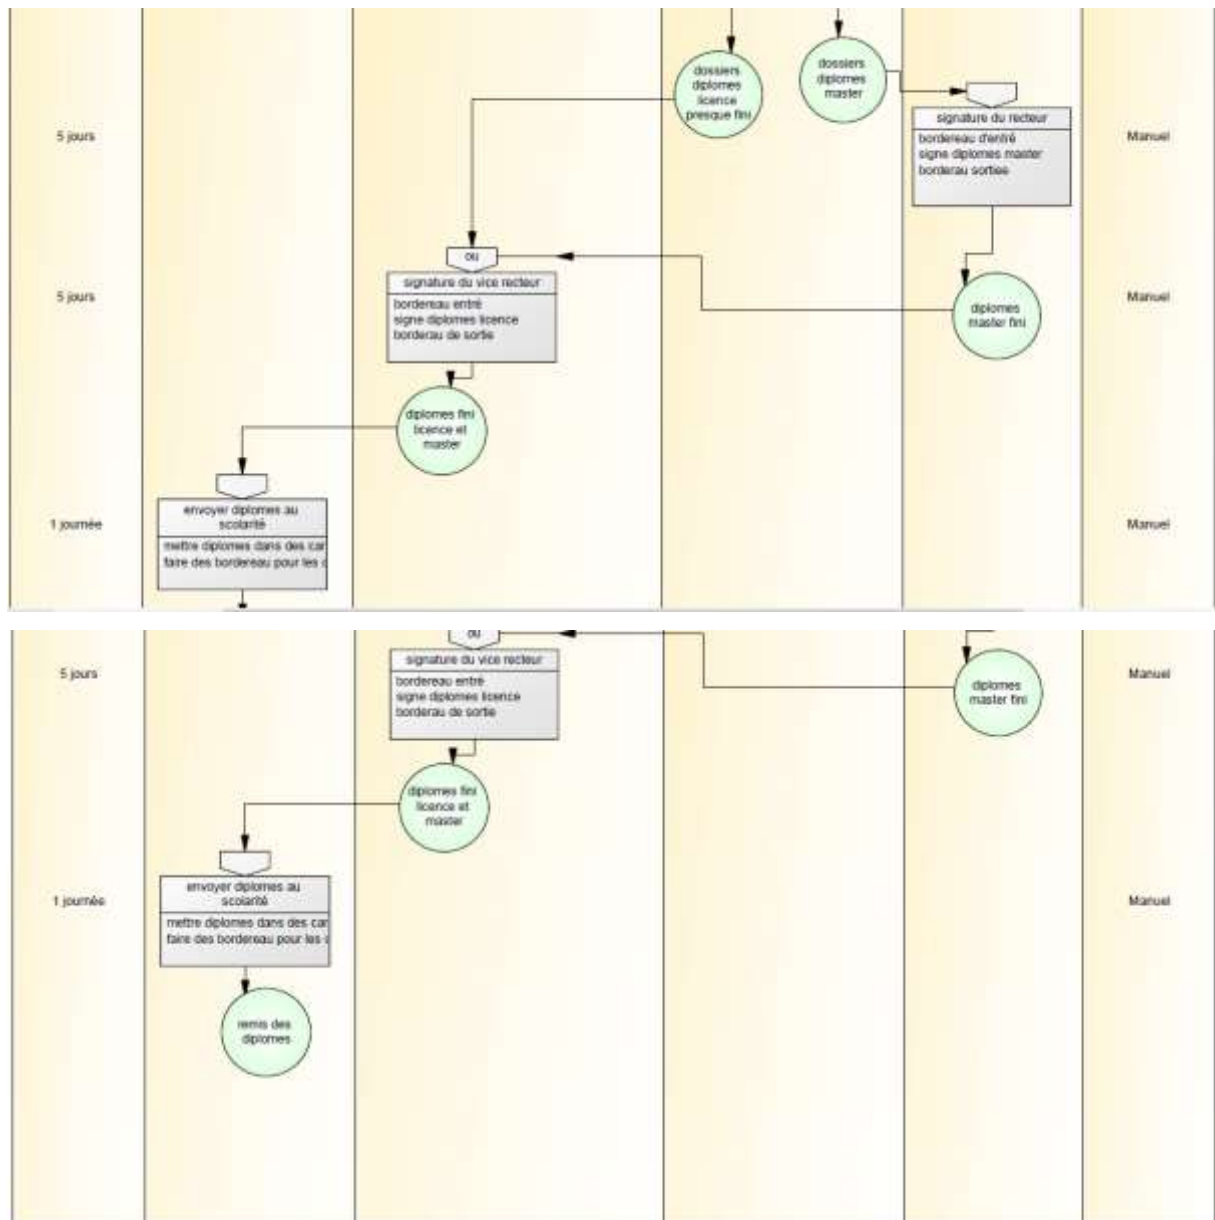 dossiers
diplomes
licence
presque fini
dossiers
diplomes
master
signature du recteur
bordereau d'entré
signe diplomes master
borderau sortiee
5 jours
Manuel
ou
signature du vice recteur
bordereau entré
signe diplomes licence
borderau de sortie
5 jours
diplomes
master fini
Manuel
diplomes fini
licence et
master
envoyer diplomes au
scolarité
mettre diplomes dans des car
faire des bordereau pour les
1 journée
Manuel
ou
signature du vice recteur
bordereau entré
signe diplomes licence
borderau de sortie
5 jours
diplomes
master fini
Manuel
diplomes fini
licence et
master
envoyer diplomes au
scolarité
mettre diplomes dans des car
faire des bordereau pour les
1 journée
Manuel
remis des
diplomes